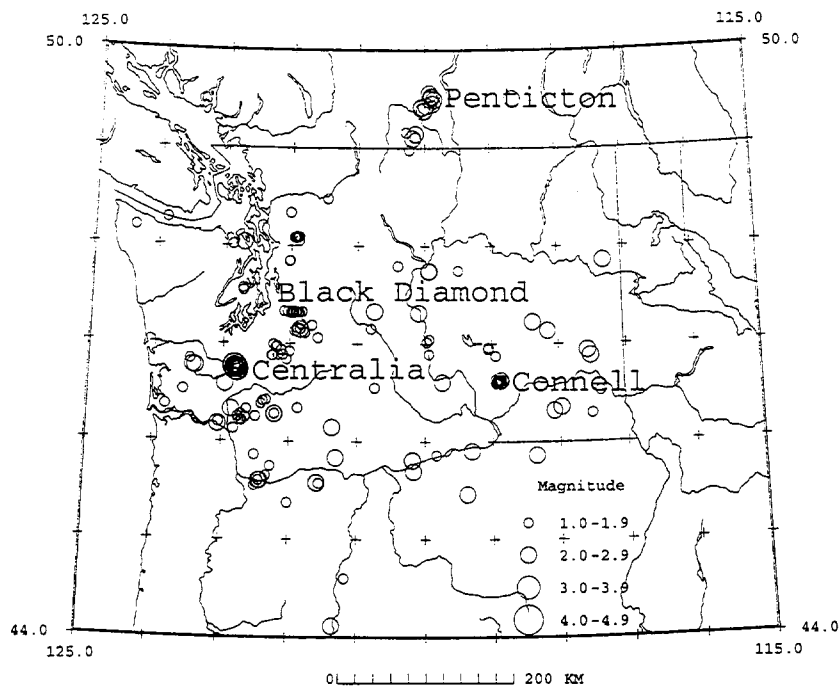 125.0 115.0
50.0 50.0
Penticton
Black Diamond
Centralia Connell
Magnitude
1.0-1.9
2.0-2.9
3.0-3.9
4.0-4.9
44.0 44.0
125.0 115.0
0 200 KM